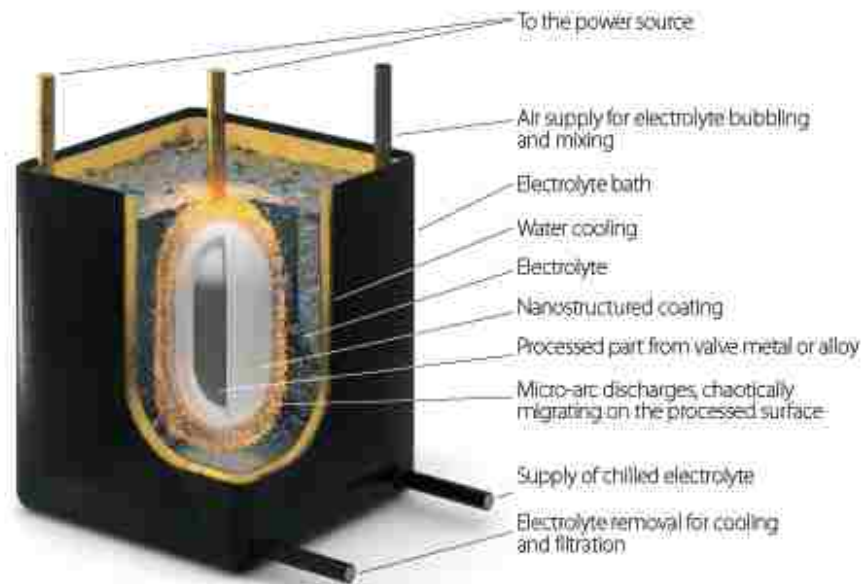 To the power source
Air supply for electrolyte bubbling
and mixing
Electrolyte bath
Water cooling
Electrolyte
Nanostructured coating
Processed part from valve metal or alloy
Micro-arc discharges, chaotically
migrating on the processed surface
Supply of chilled electrolyte
Electrolyte removal for cooling
and filtration